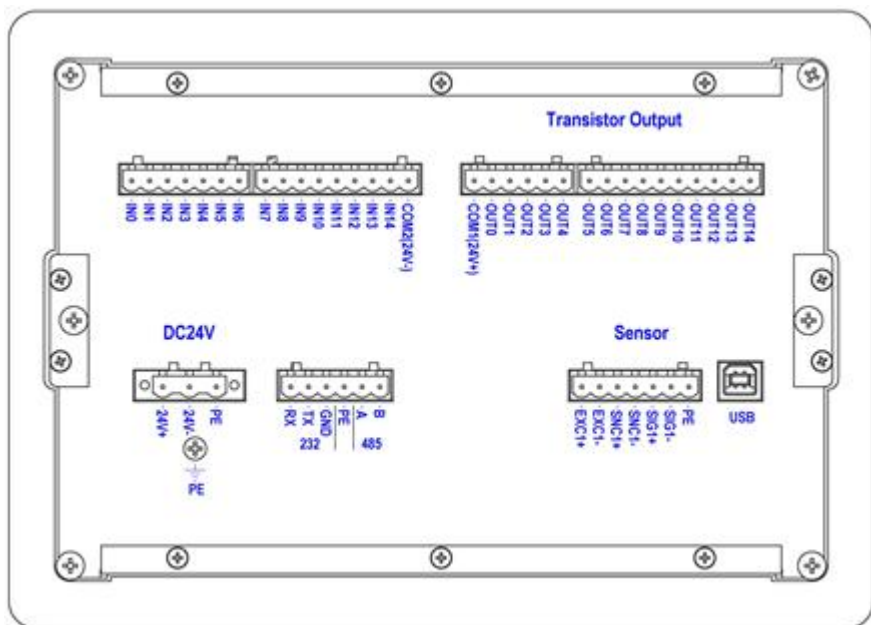 Transistor Output
IN0
IN1
IN2
IN3
IN4
IN5
IN6
IN7
IN8
IN9
IN10
IN11
IN12
IN13
IN14
COM2(24V-)
COM1(24V+)
OUT0
OUT1
OUT2
OUT3
OUT4
OUT5
OUT6
OUT7
OUT8
OUT9
OUT10
OUT11
OUT12
OUT13
OUT14
DC24V
24V+
24V-
PE
PE
RX
TX
GND
PE
A
B
232
485
Sensor
EXC1+
EXC1-
SNC1+
SNC1-
SIG1+
SIG1-
PE
USB